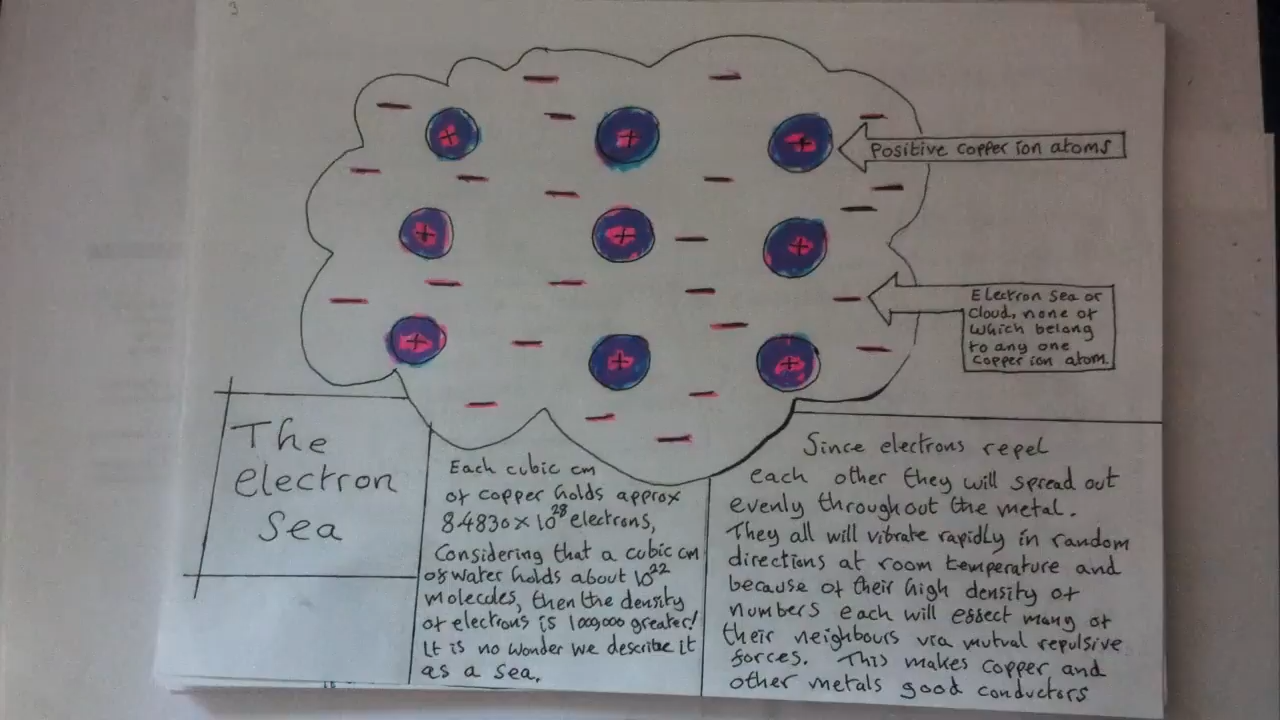 3
Positive copper ion atoms
Electron sea or
cloud, none of
which belong
to any one
copper ion atom.
The
electron
sea
Each cubic cm
of copper holds approx
8.4830 x 10²⁸ electrons,
Considering that a cubic cm
of water holds about 10²²
molecules, then the density
of electrons is 1000,000 greater!
It is no wonder we describe it
as a sea.
Since electrons repel
each other they will spread out
evenly throughout the metal.
They all will vibrate rapidly in random
directions at room temperature and
because of their high density of
numbers each will effect many of
their neighbours via mutual repulsive
forces. This makes copper and
other metals good conductors